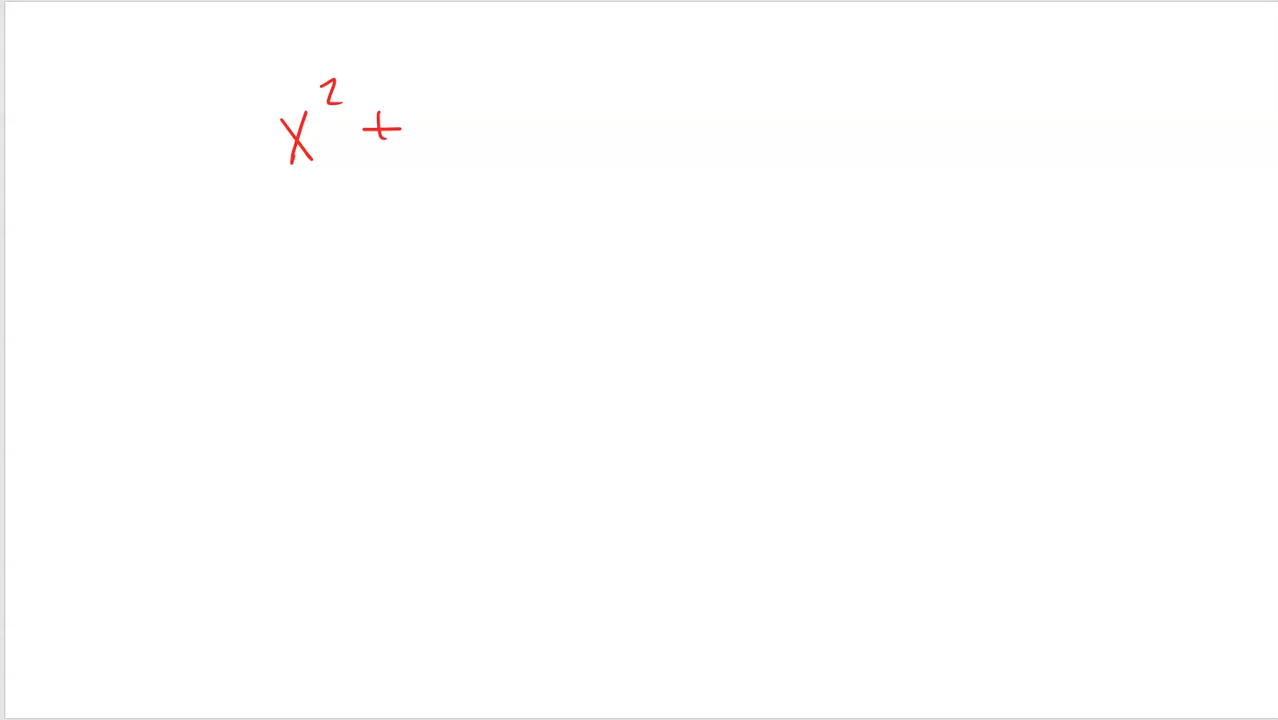 x² +